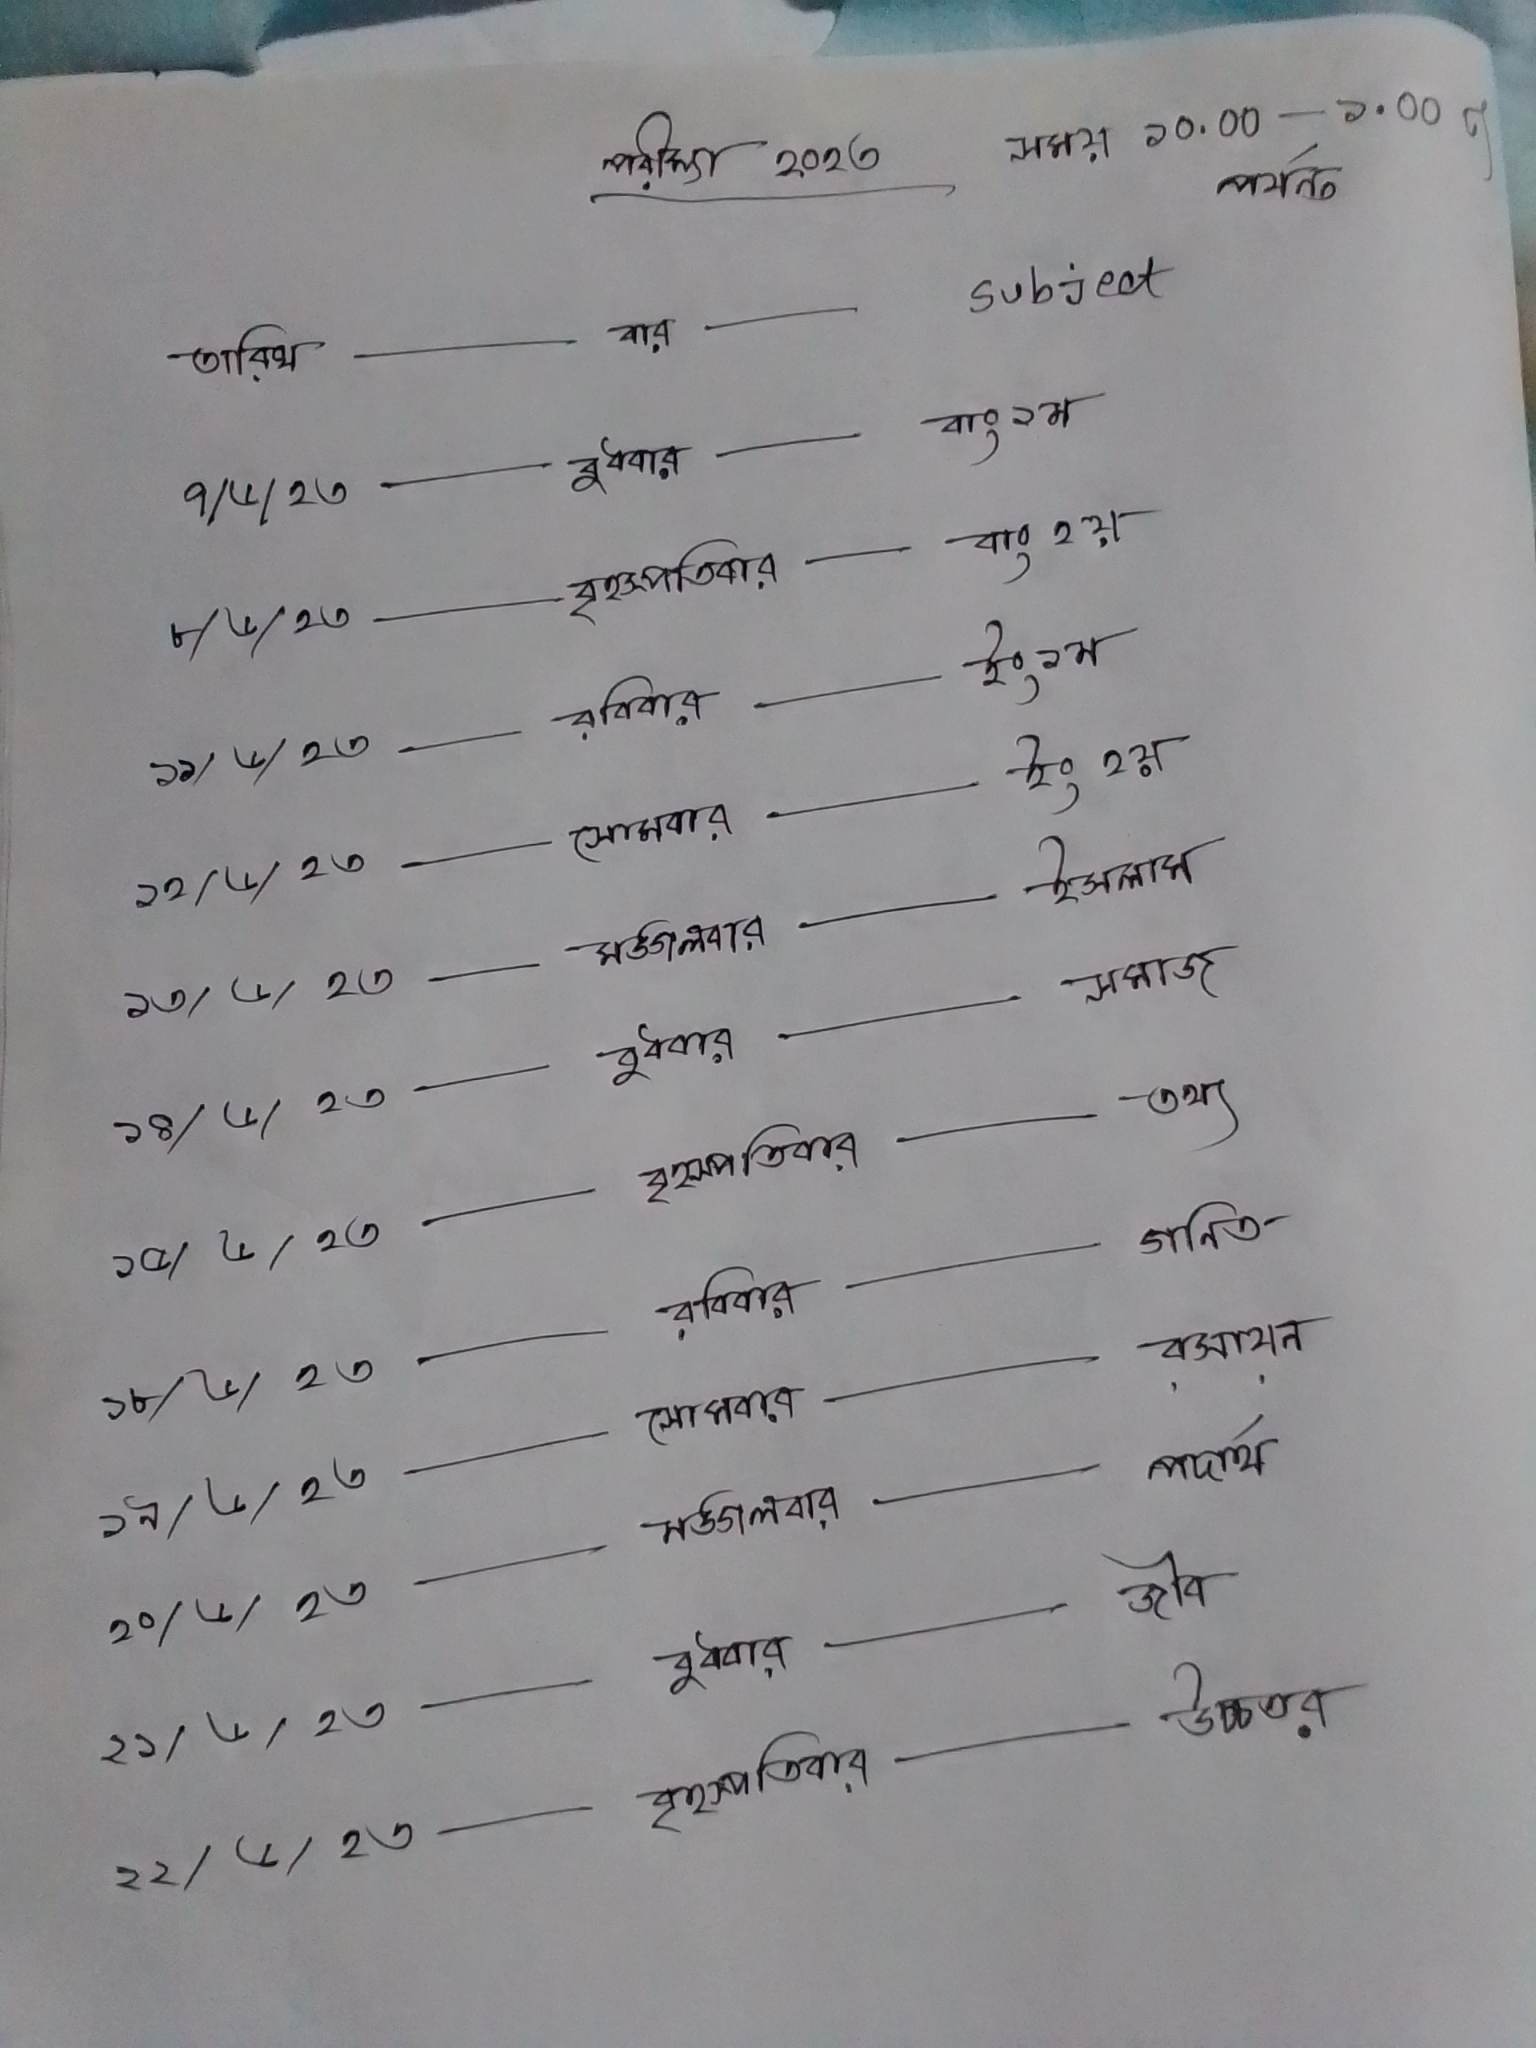 পরীক্ষা ২০২৩ সময় ১০.০০ — ১.০০
পর্যন্ত
তারিখ — বার — subject
৭/৬/২৩ — বুধবার — বাং ১ম
৮/৬/২৩ — বৃহস্পতিবার — বাং ২য়
১১/৬/২৩ — রবিবার — ইং ১ম
১২/৬/২৩ — সোমবার — ইং ২য়
১৩/৬/২৩ — মঙ্গলবার — ইসলাম
১৪/৬/২৩ — বুধবার — সমাজ
১৫/৬/২৩ — বৃহস্পতিবার — তথ্য
১৮/৬/২৩ — রবিবার — গনিত
১৯/৬/২৩ — সোমবার — রসায়ন
২০/৬/২৩ — মঙ্গলবার — পদার্থ
২১/৬/২৩ — বুধবার — জীব
২২/৬/২৩ — বৃহস্পতিবার — উচ্চতর